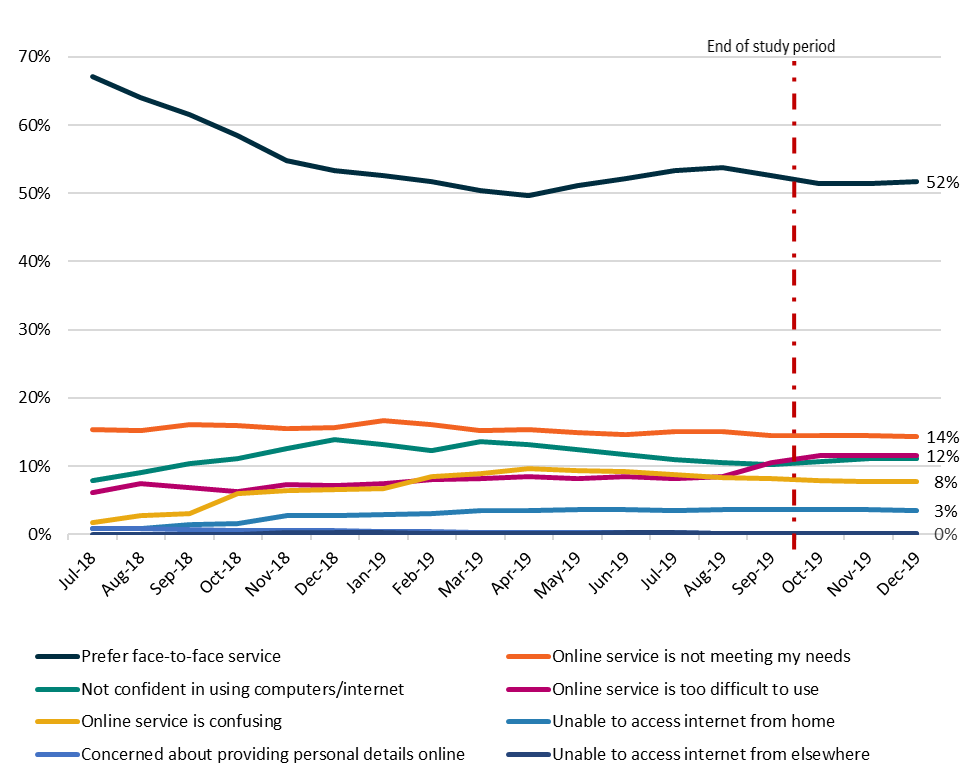 End of study period
70%
60%
50%
40%
30%
20%
10%
0%
52%
14%
12%
8%
3%
0%
Jul-18
Aug-18
Sep-18
Oct-18
Nov-18
Dec-18
Jan-19
Feb-19
Mar-19
Apr-19
May-19
Jun-19
Jul-19
Aug-19
Sep-19
Oct-19
Nov-19
Dec-19
Prefer face-to-face service
Online service is not meeting my needs
Not confident in using computers/internet
Online service is too difficult to use
Online service is confusing
Unable to access internet from home
Concerned about providing personal details online
Unable to access internet from elsewhere